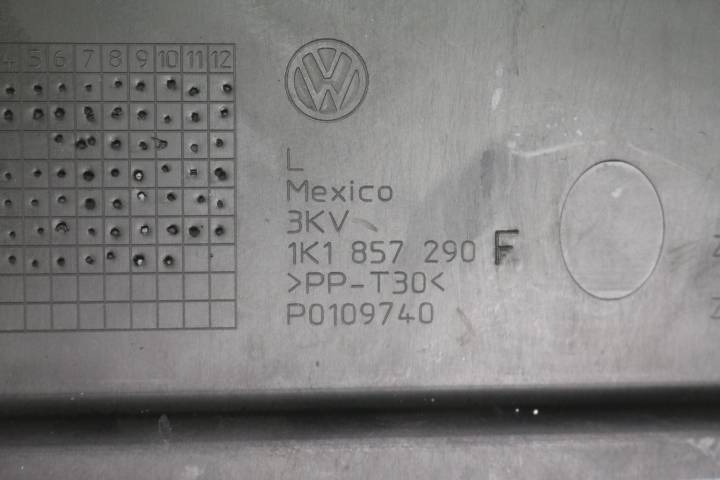 4 5 6 7 8 9 10 11 12
L
Mexico
3KV
1K1 857 290 F
>PP-T30<
P0109740